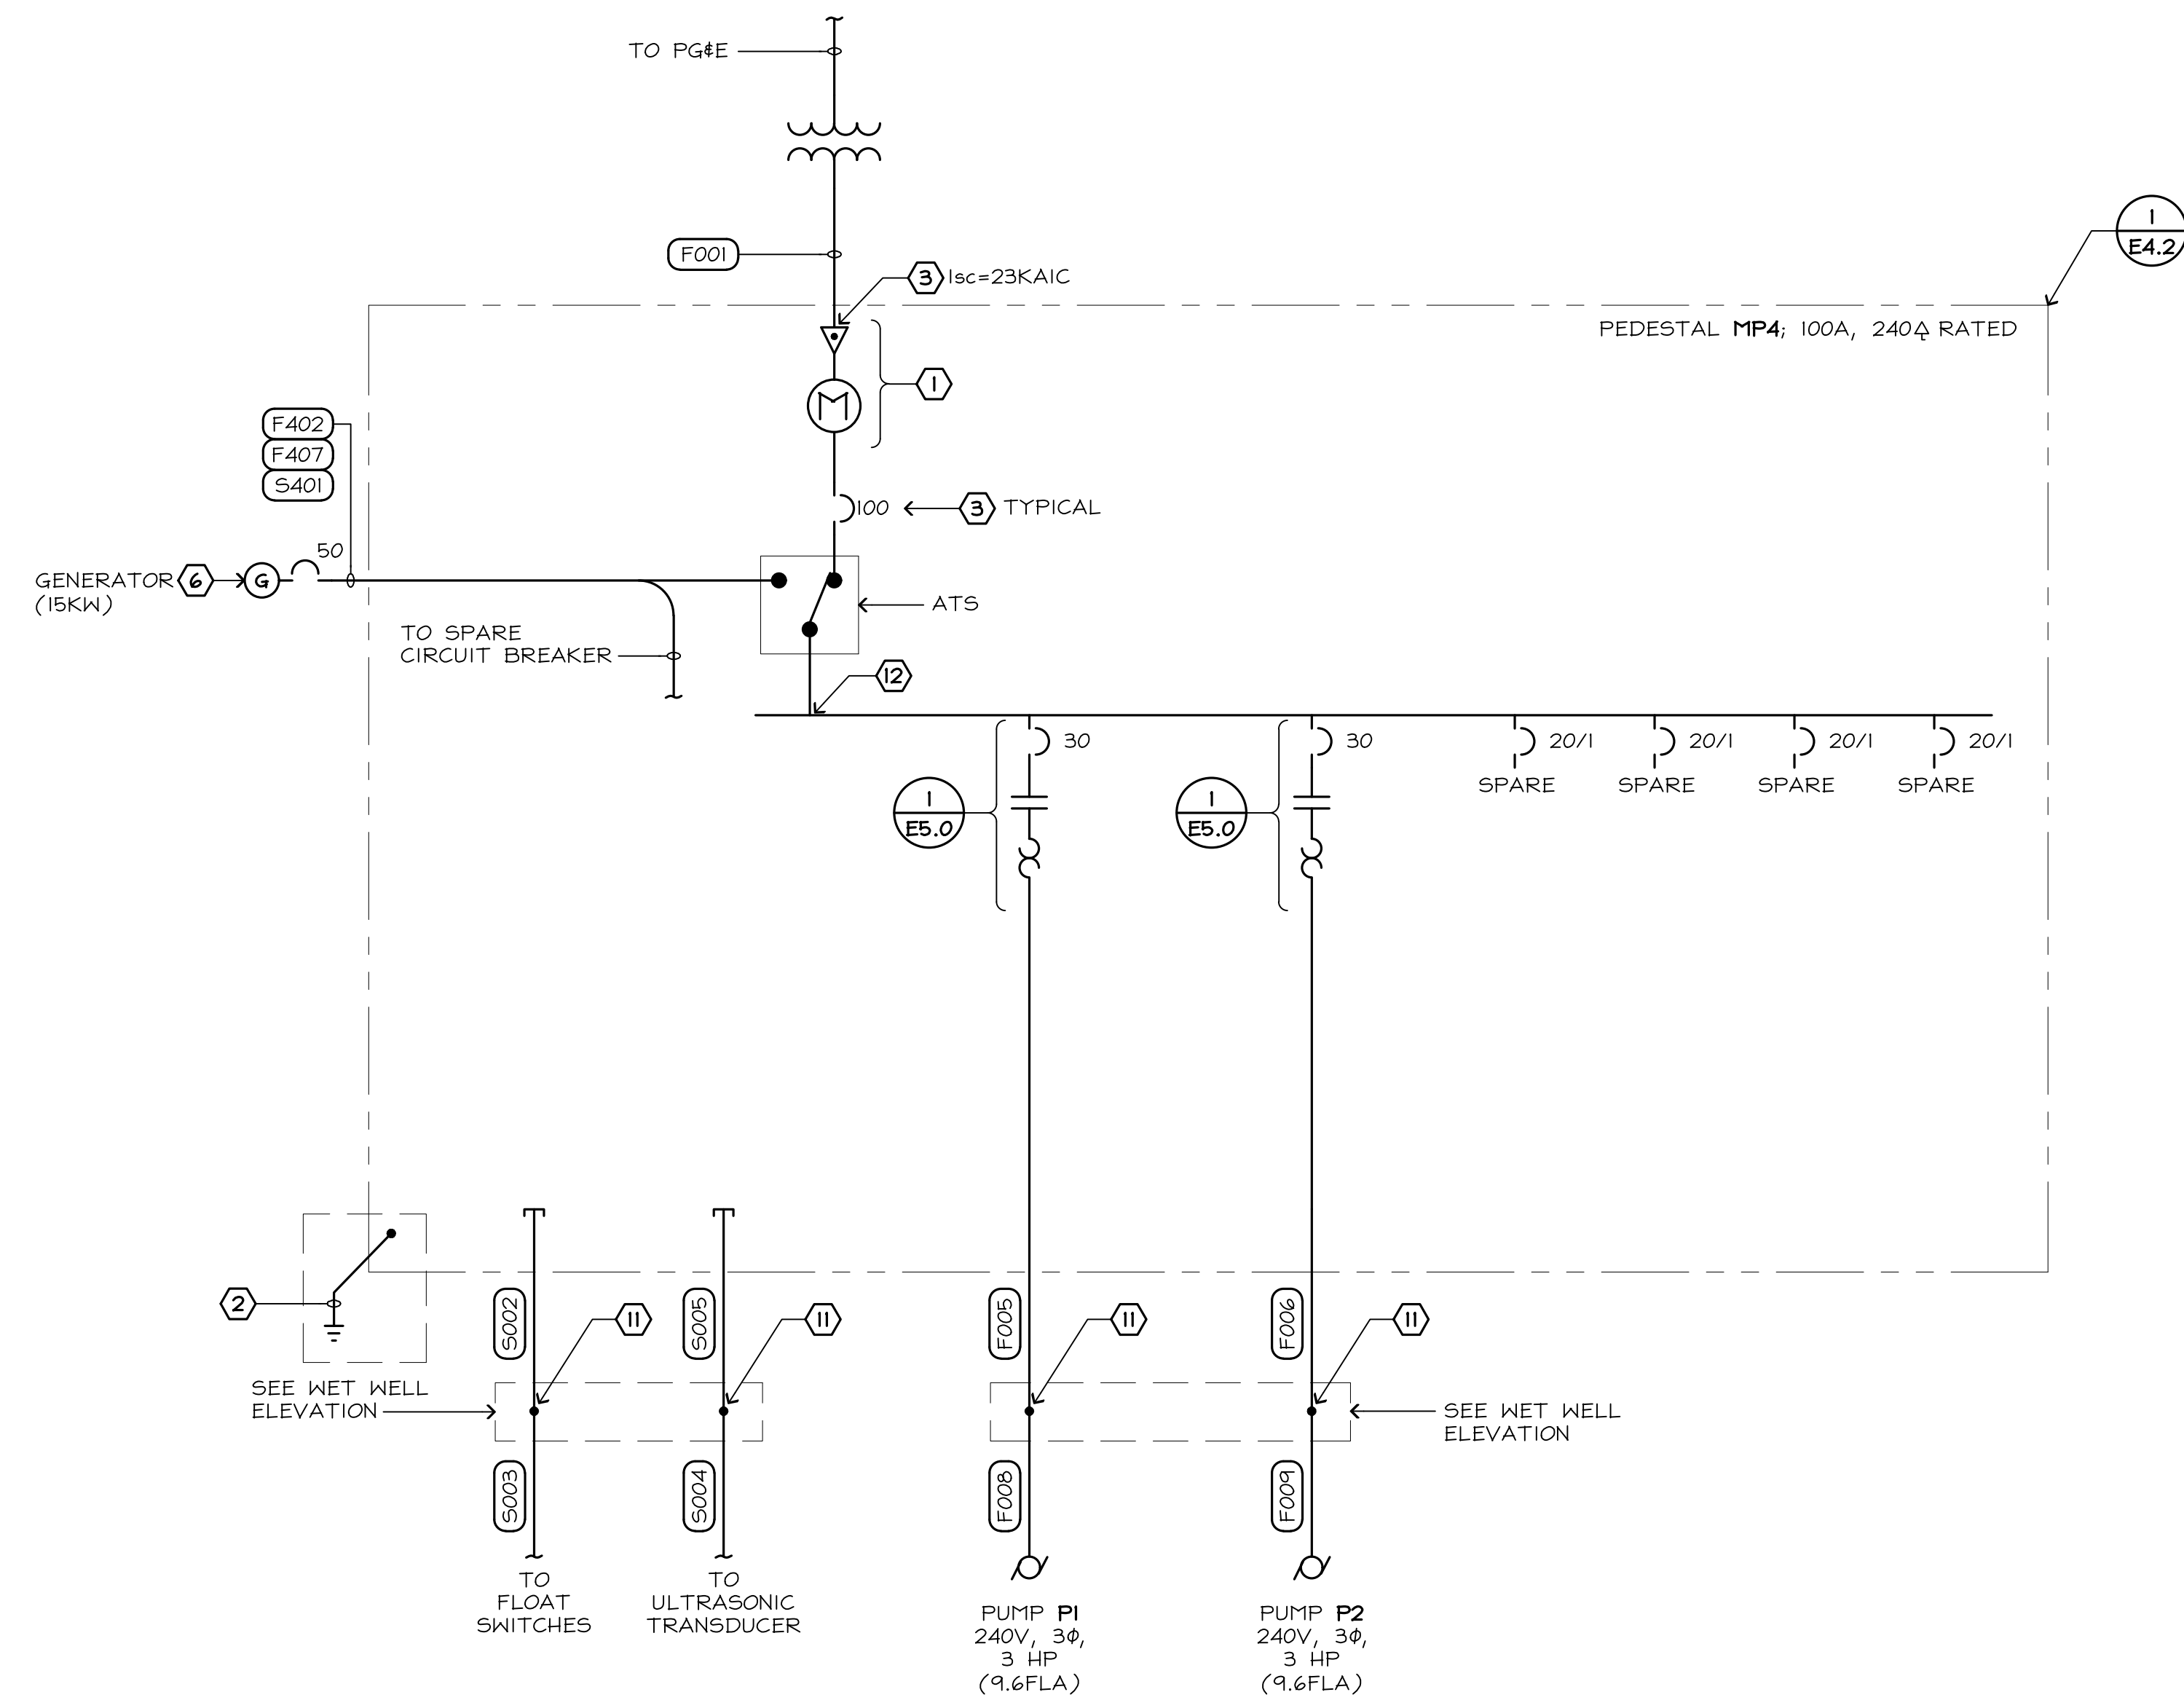 TO PG&E
F001
3 Isc=23KAIC
1
E4.2
PEDESTAL MP4; 100A, 240△ RATED
1
M
F402
F407
S401
100
3 TYPICAL
50
GENERATOR 6 G
(15KW)
ATS
TO SPARE
CIRCUIT BREAKER
12
30
30
20/1
20/1
20/1
20/1
SPARE
SPARE
SPARE
SPARE
1
E5.0
1
E5.0
2
S002
S005
F005
F006
11
11
11
11
SEE WET WELL
ELEVATION
SEE WET WELL
ELEVATION
S003
S004
F008
F009
TO
FLOAT
SWITCHES
TO
ULTRASONIC
TRANSDUCER
PUMP P1
240V, 3Φ,
3 HP
(9.6FLA)
PUMP P2
240V, 3Φ,
3 HP
(9.6FLA)